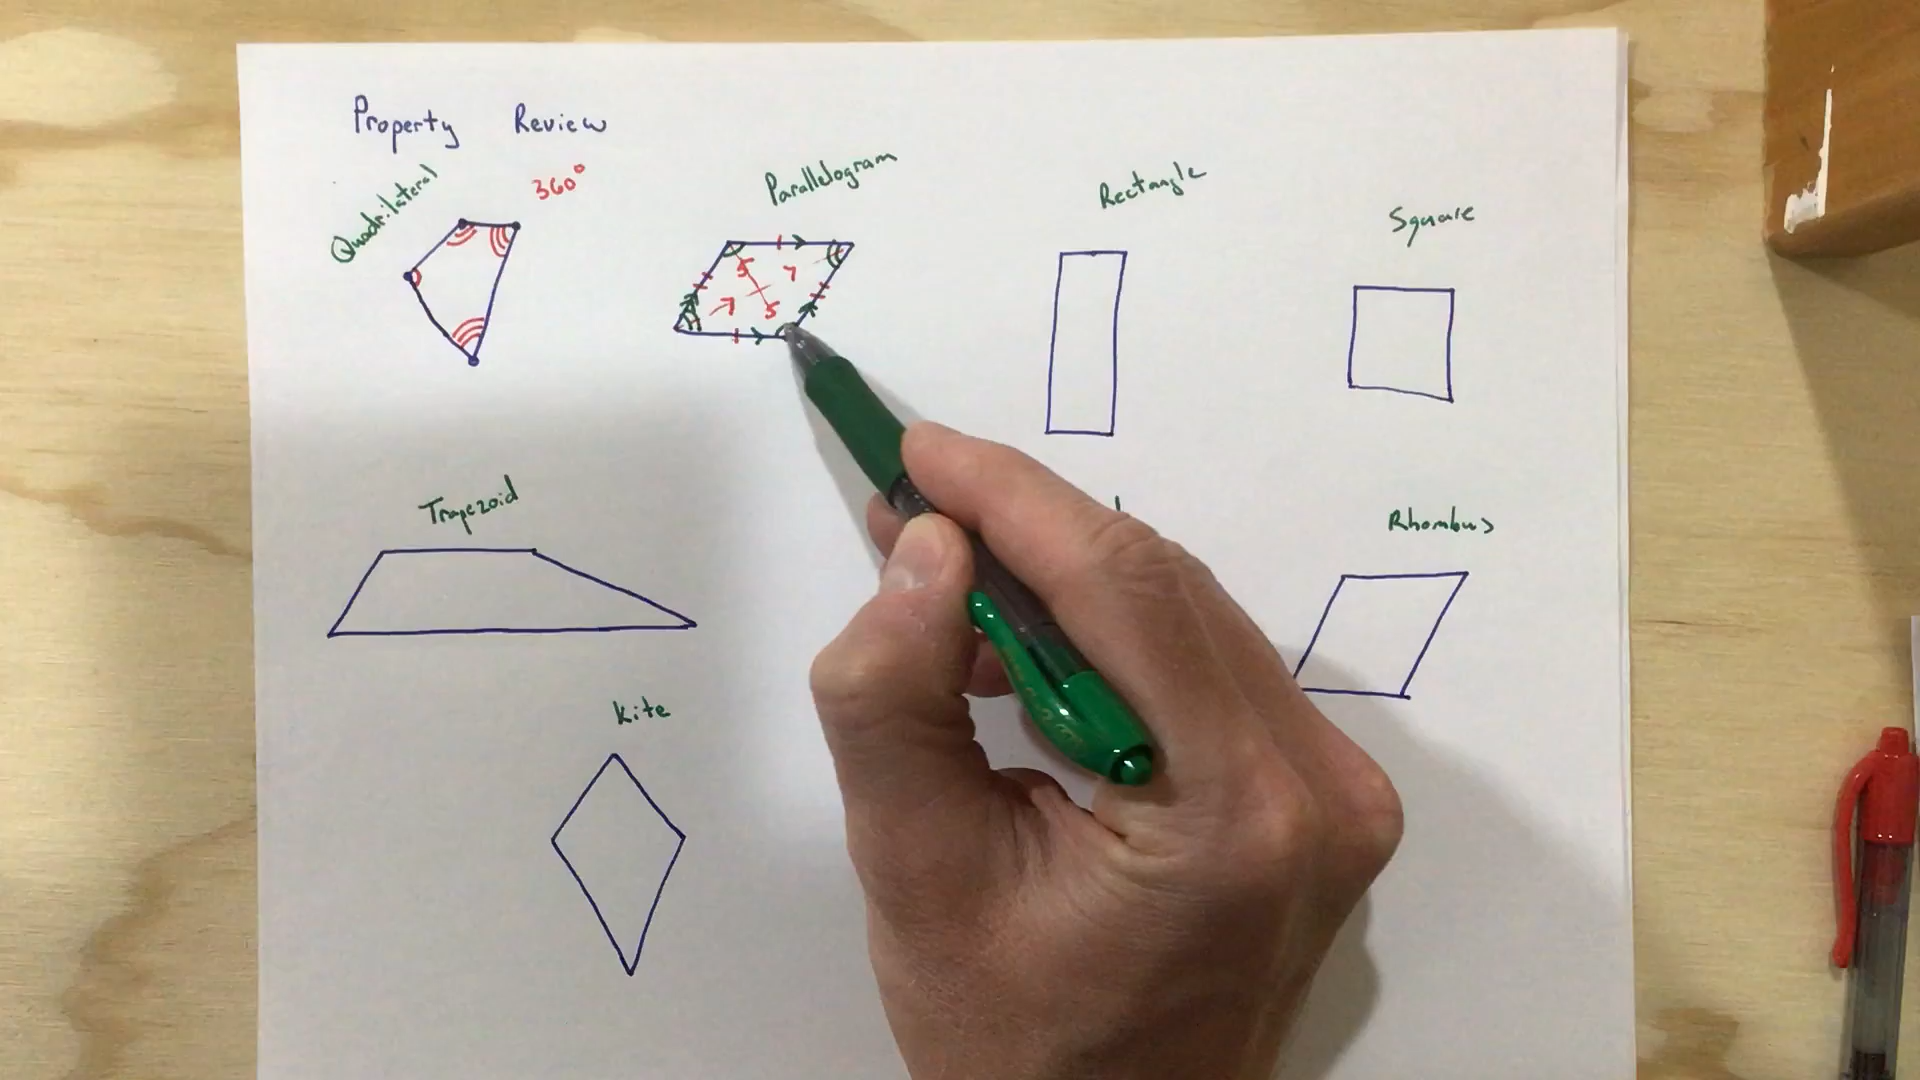 Property Review
Quadrilateral
360°
Parallelogram
Rectangle
Square
5
7
7
5
Trapezoid
Rhombus
Kite